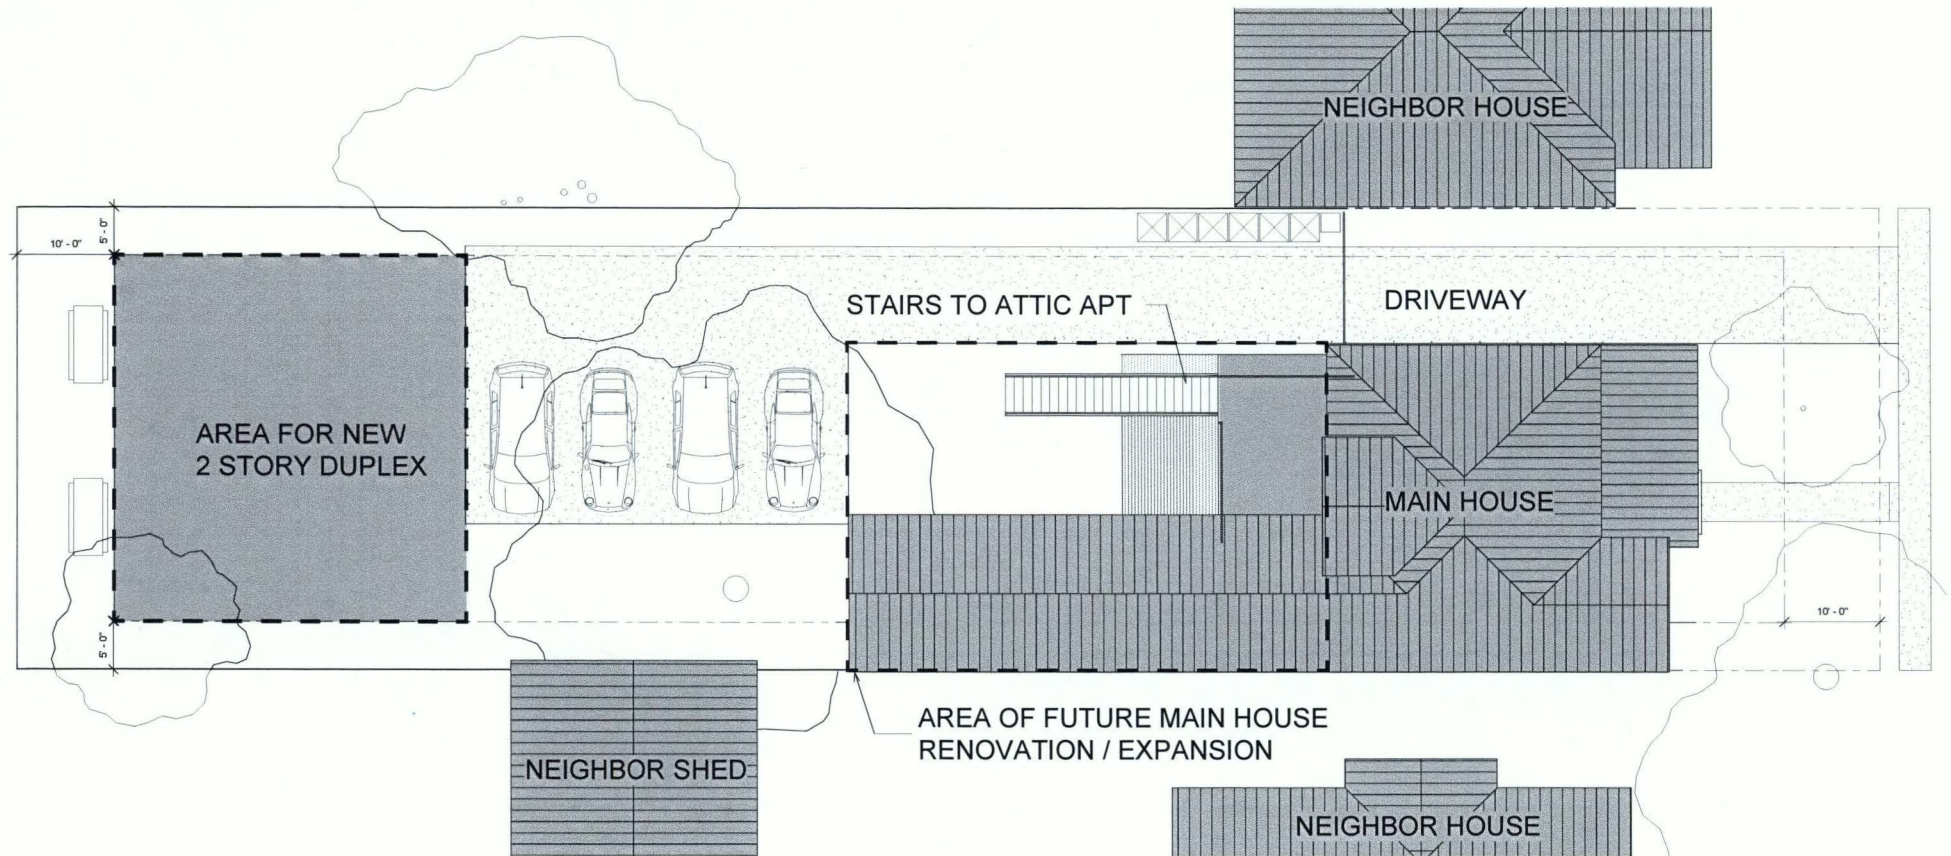 NEIGHBOR HOUSE
10' - 0"
5' - 0"
STAIRS TO ATTIC APT
DRIVEWAY
AREA FOR NEW
2 STORY DUPLEX
MAIN HOUSE
5' - 0"
10' - 0"
AREA OF FUTURE MAIN HOUSE
RENOVATION / EXPANSION
NEIGHBOR SHED
NEIGHBOR HOUSE